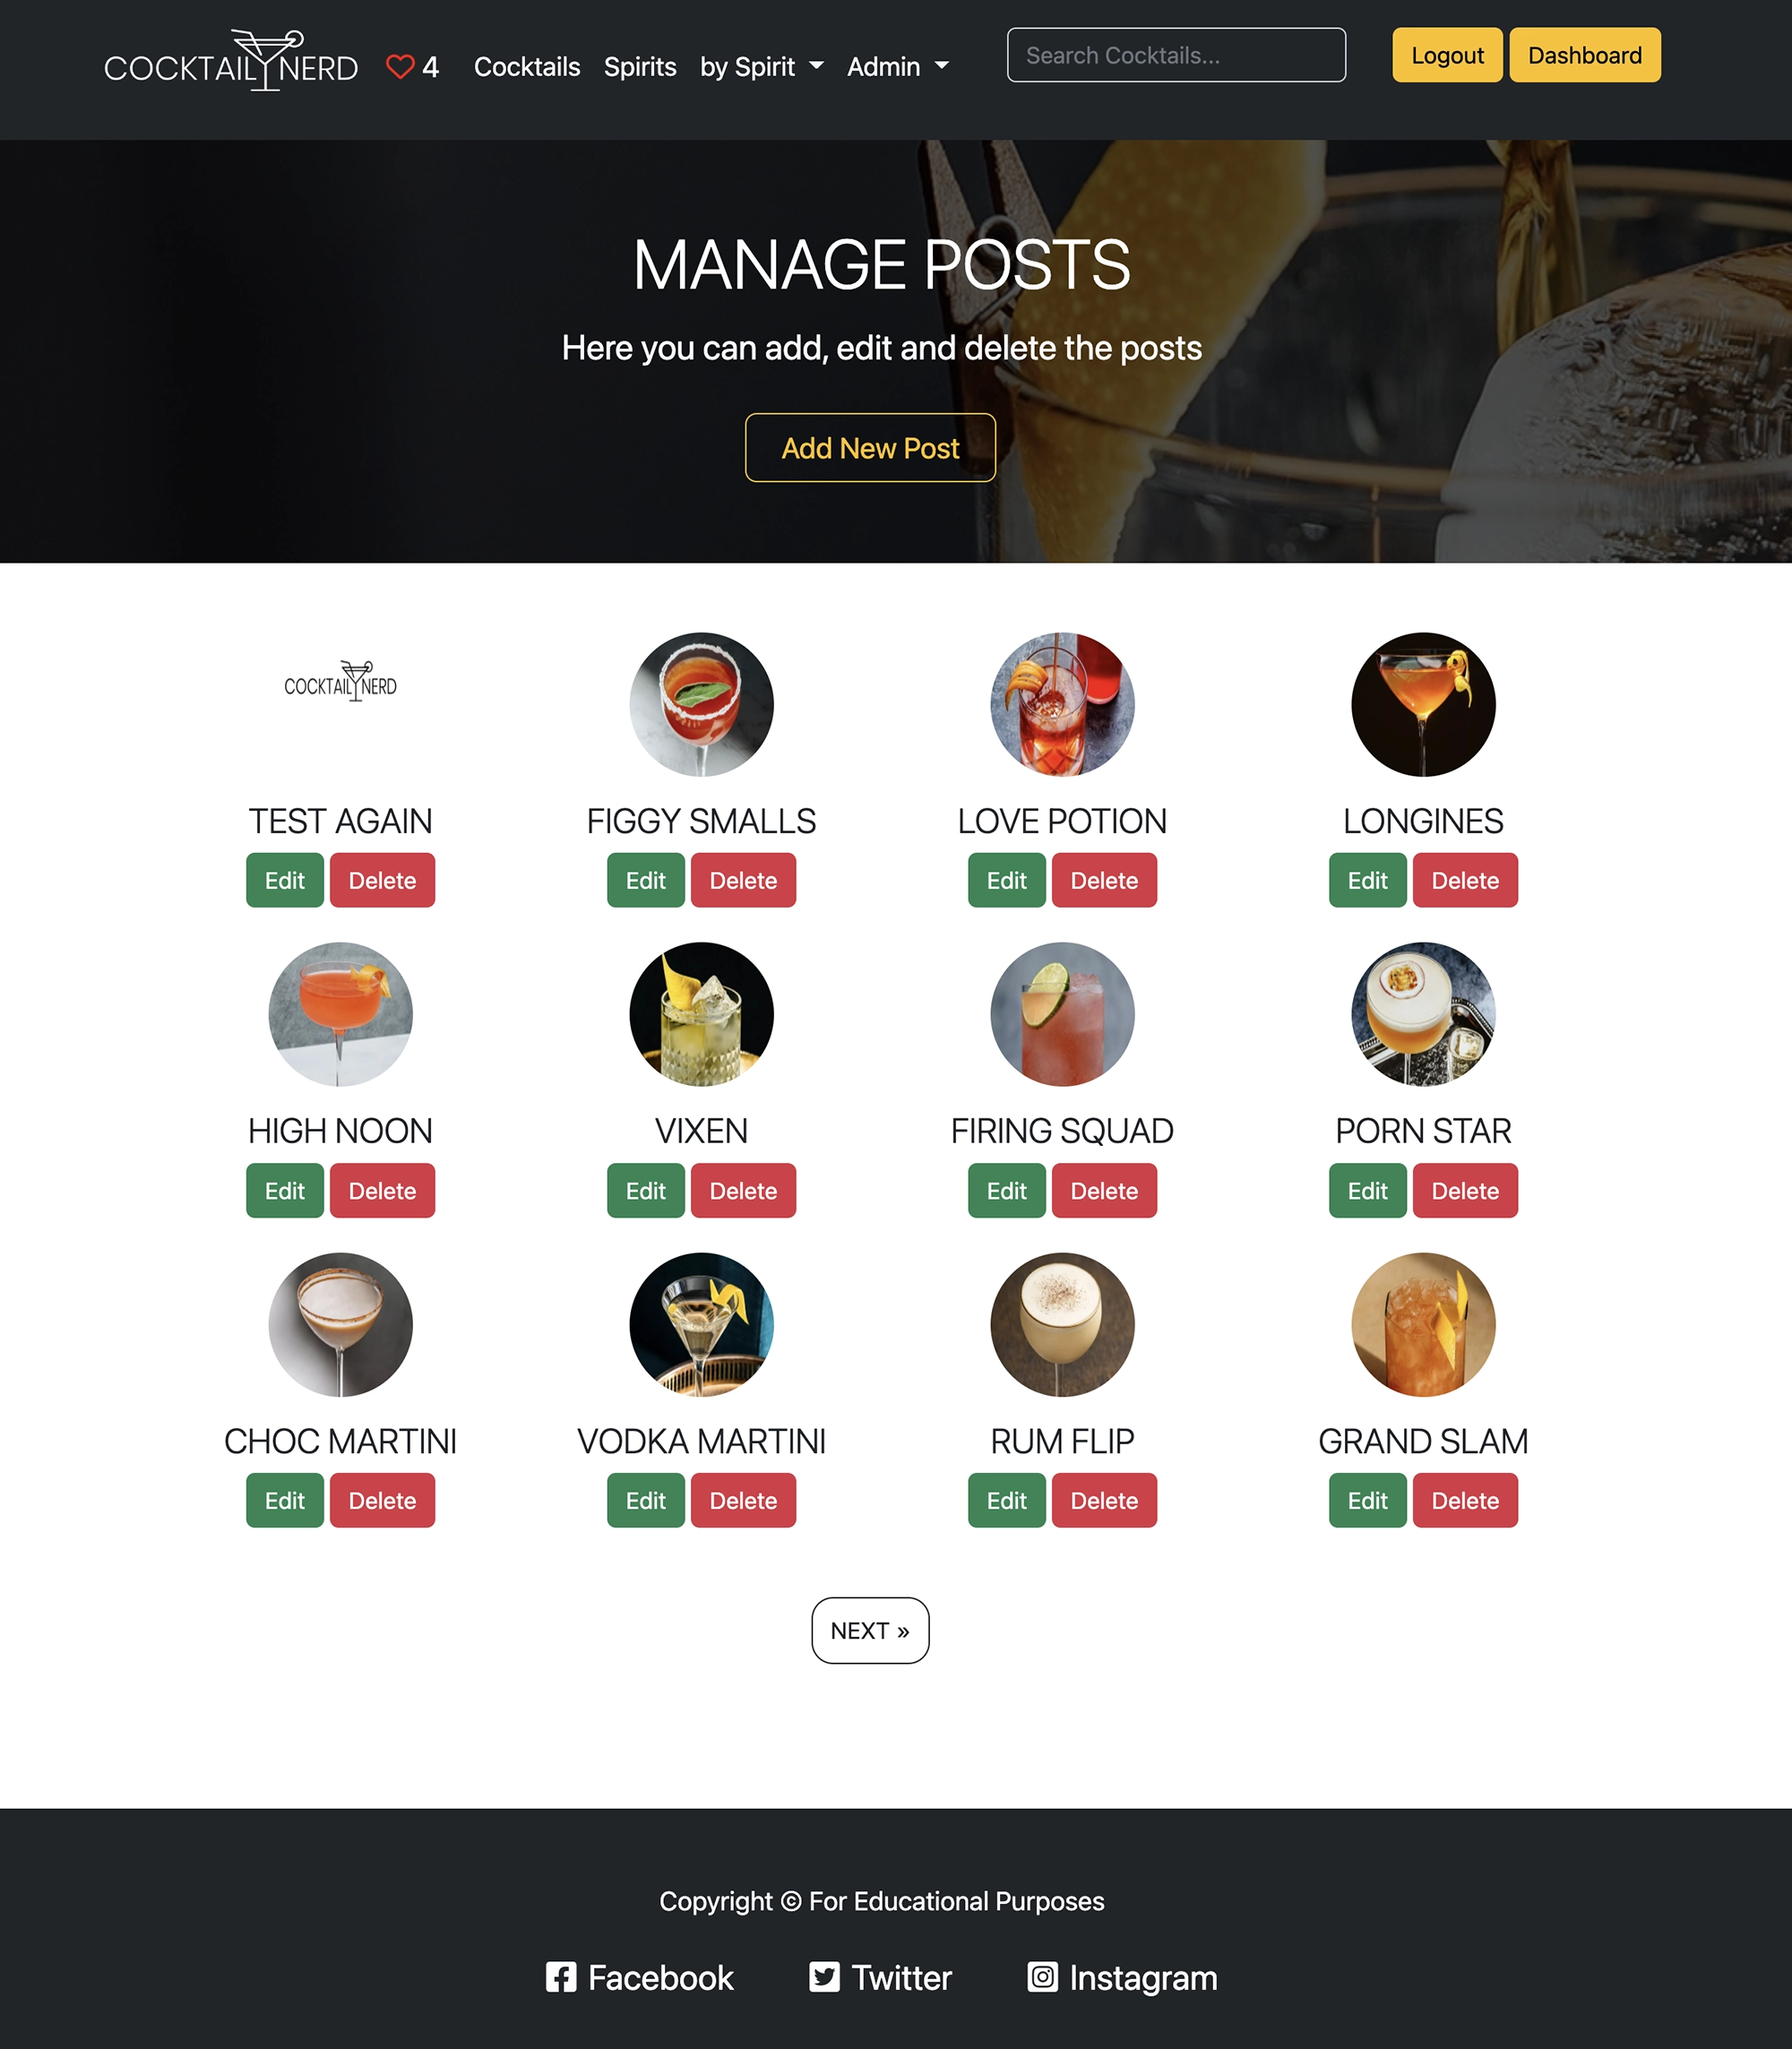 COCKTAIL NERD 4 Cocktails Spirits by Spirit Admin Search Cocktails... Logout Dashboard
MANAGE POSTS
Here you can add, edit and delete the posts
Add New Post
COCKTAIL NERD
TEST AGAIN FIGGY SMALLS LOVE POTION LONGINES
Edit Delete Edit Delete Edit Delete Edit Delete
HIGH NOON VIXEN FIRING SQUAD PORN STAR
Edit Delete Edit Delete Edit Delete Edit Delete
CHOC MARTINI VODKA MARTINI RUM FLIP GRAND SLAM
Edit Delete Edit Delete Edit Delete Edit Delete
NEXT »
Copyright © For Educational Purposes
Facebook Twitter Instagram